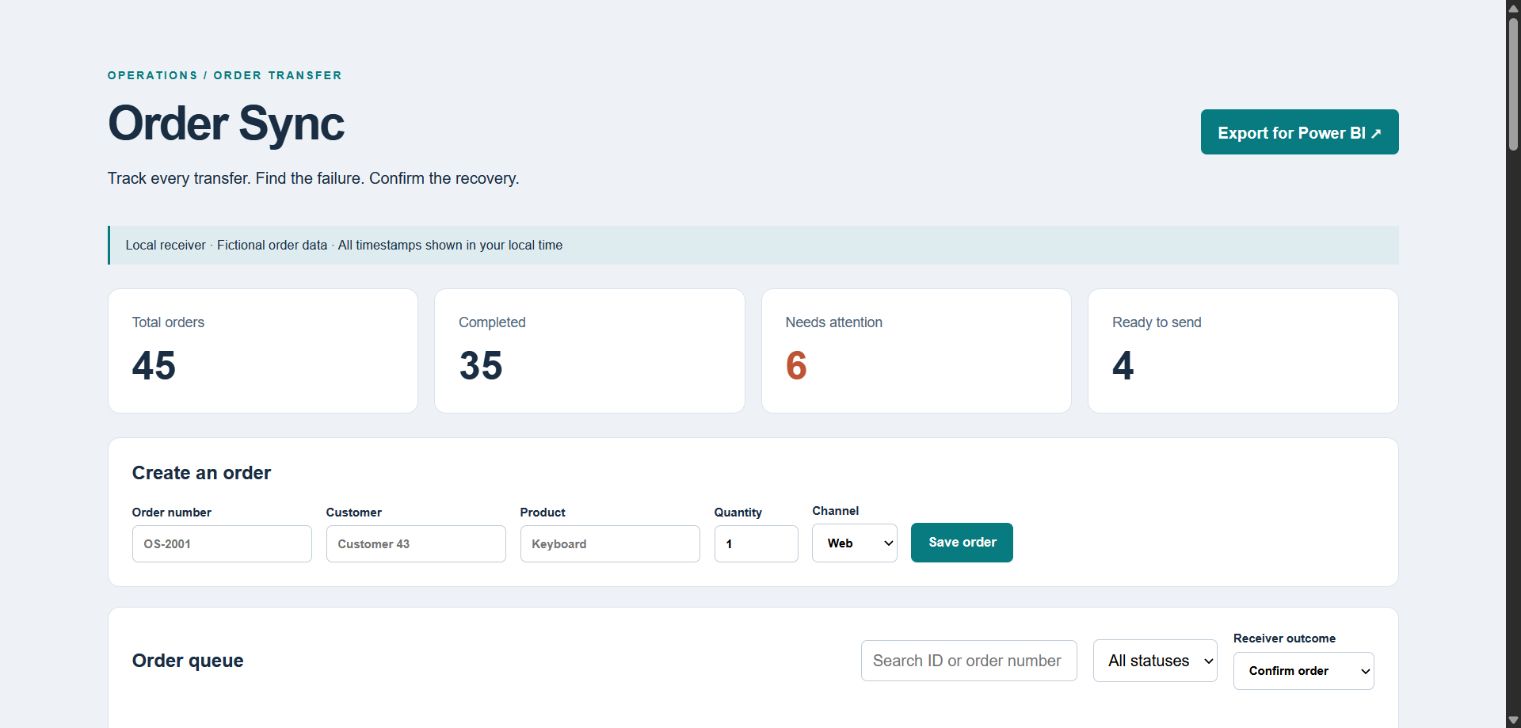 OPERATIONS / ORDER TRANSFER
Order Sync
Export for Power BI ↗
Track every transfer. Find the failure. Confirm the recovery.
Local receiver · Fictional order data · All timestamps shown in your local time
Total orders
45
Completed
35
Needs attention
6
Ready to send
4
Create an order
Order number
OS-2001
Customer
Customer 43
Product
Keyboard
Quantity
1
Channel
Web
Save order
Order queue
Search ID or order number
All statuses
Receiver outcome
Confirm order